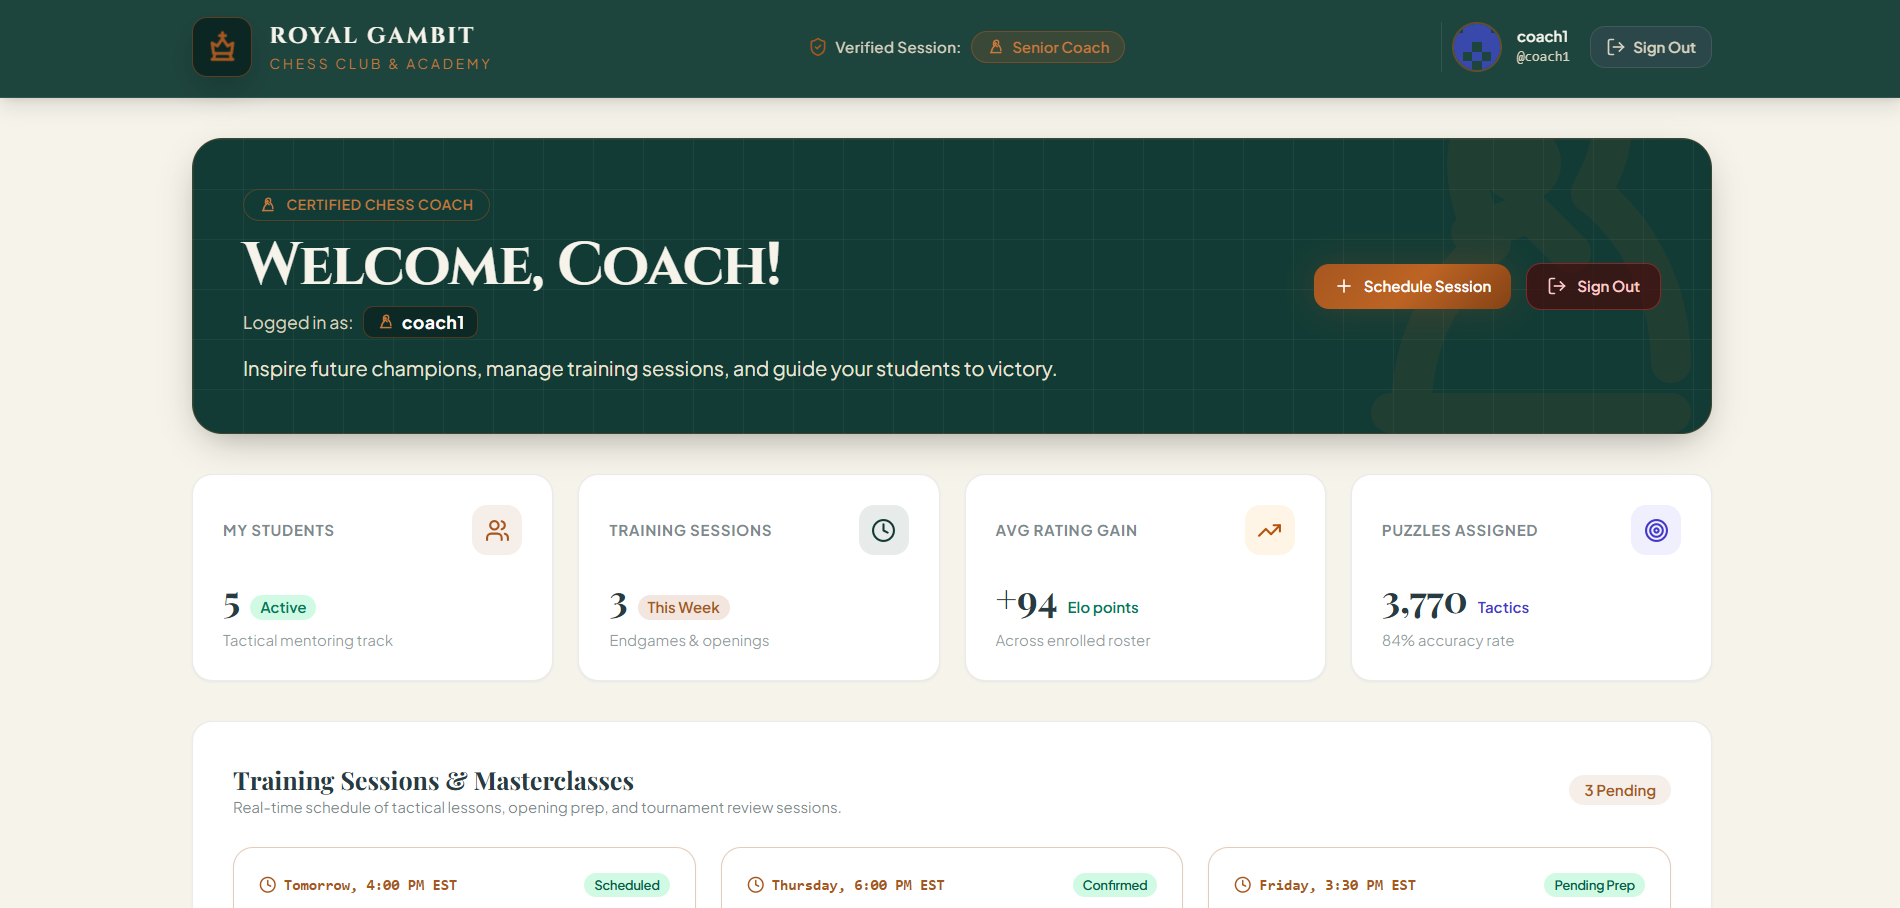 ROYAL GAMBIT
CHESS CLUB & ACADEMY
Verified Session:
Senior Coach
coach1
@coach1
Sign Out
CERTIFIED CHESS COACH
WELCOME, COACH!
Logged in as:
coach1
Inspire future champions, manage training sessions, and guide your students to victory.
Schedule Session
Sign Out
MY STUDENTS
5 Active
Tactical mentoring track
TRAINING SESSIONS
3 This Week
Endgames & openings
AVG RATING GAIN
+94 Elo points
Across enrolled roster
PUZZLES ASSIGNED
3,770 Tactics
84% accuracy rate
Training Sessions & Masterclasses
Real-time schedule of tactical lessons, opening prep, and tournament review sessions.
3 Pending
Tomorrow, 4:00 PM EST
Scheduled
Thursday, 6:00 PM EST
Confirmed
Friday, 3:30 PM EST
Pending Prep